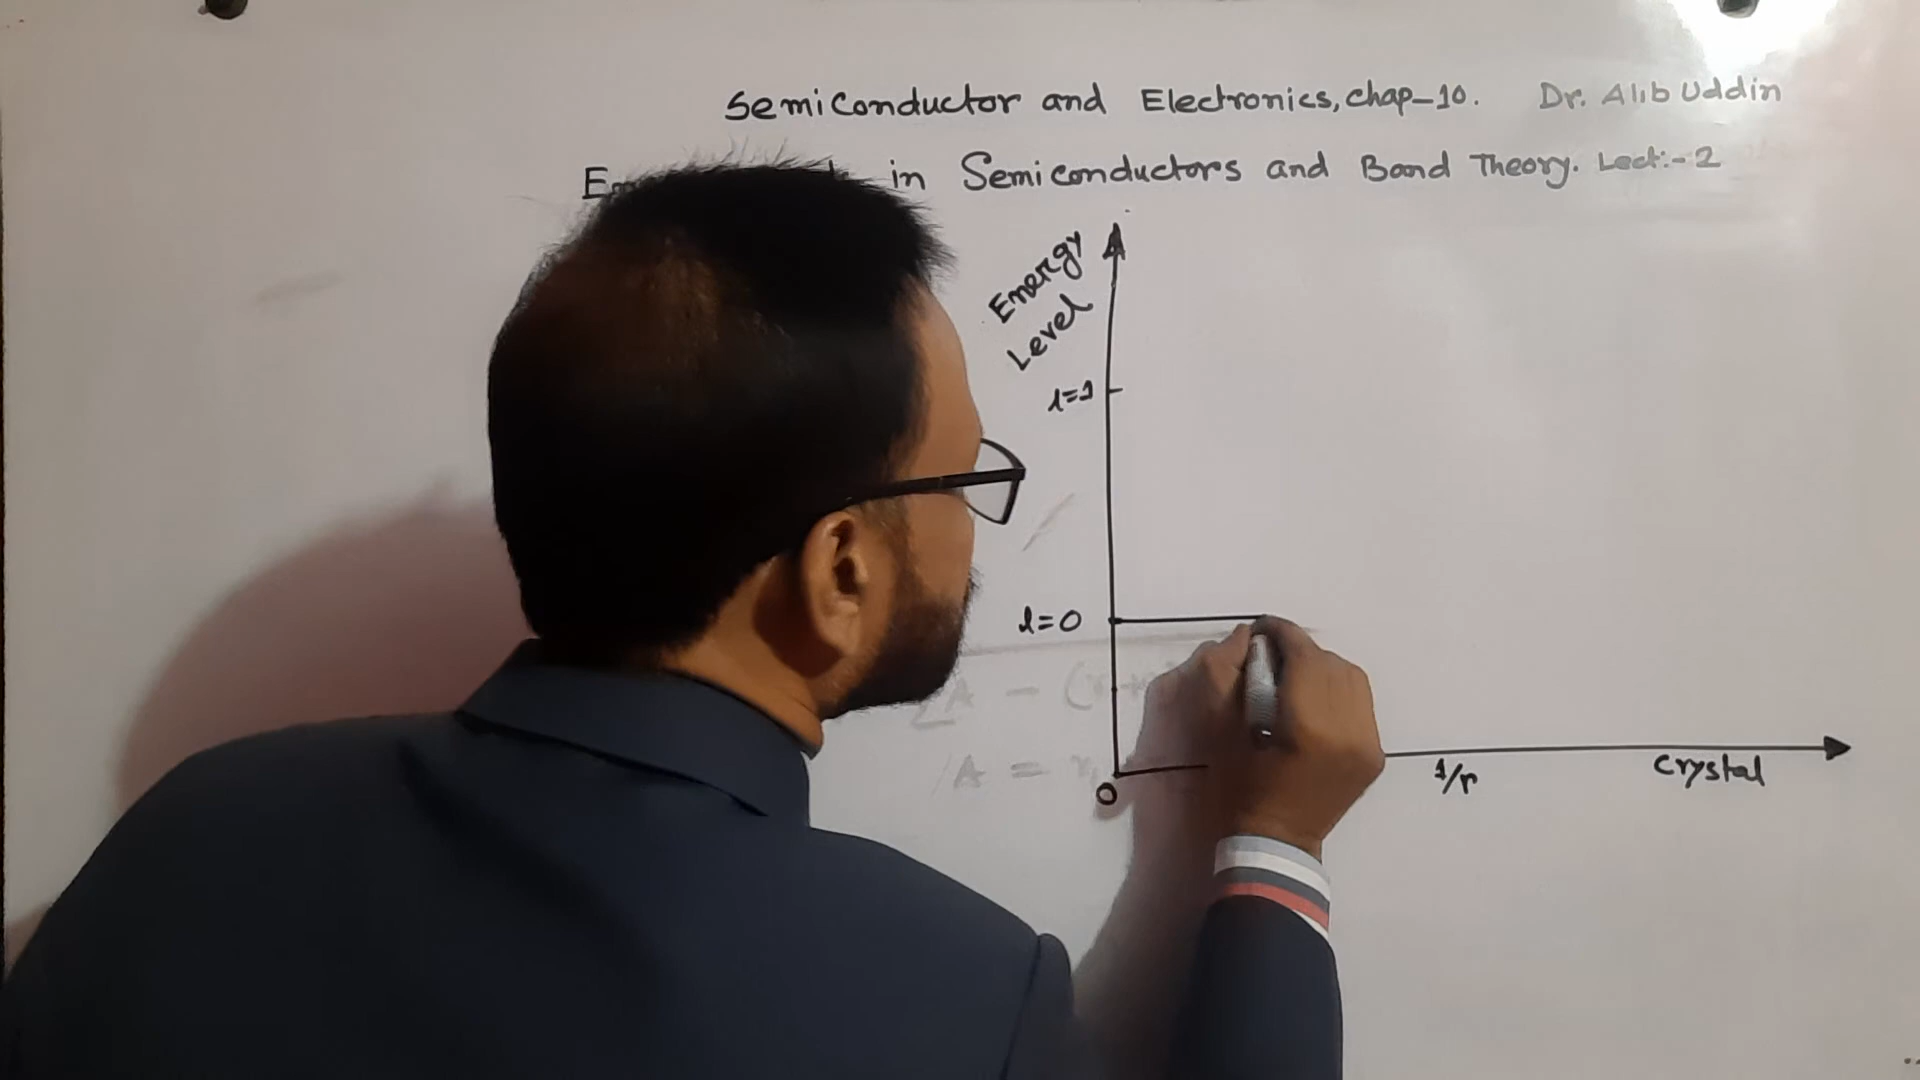 Semiconductor and Electronics, chap-10. Dr. Alib Uddin
in Semiconductors and Band Theory. Lect:- 2
Energy
Level
l=1
l=0
A - (
A =
0
1/r
Crystal